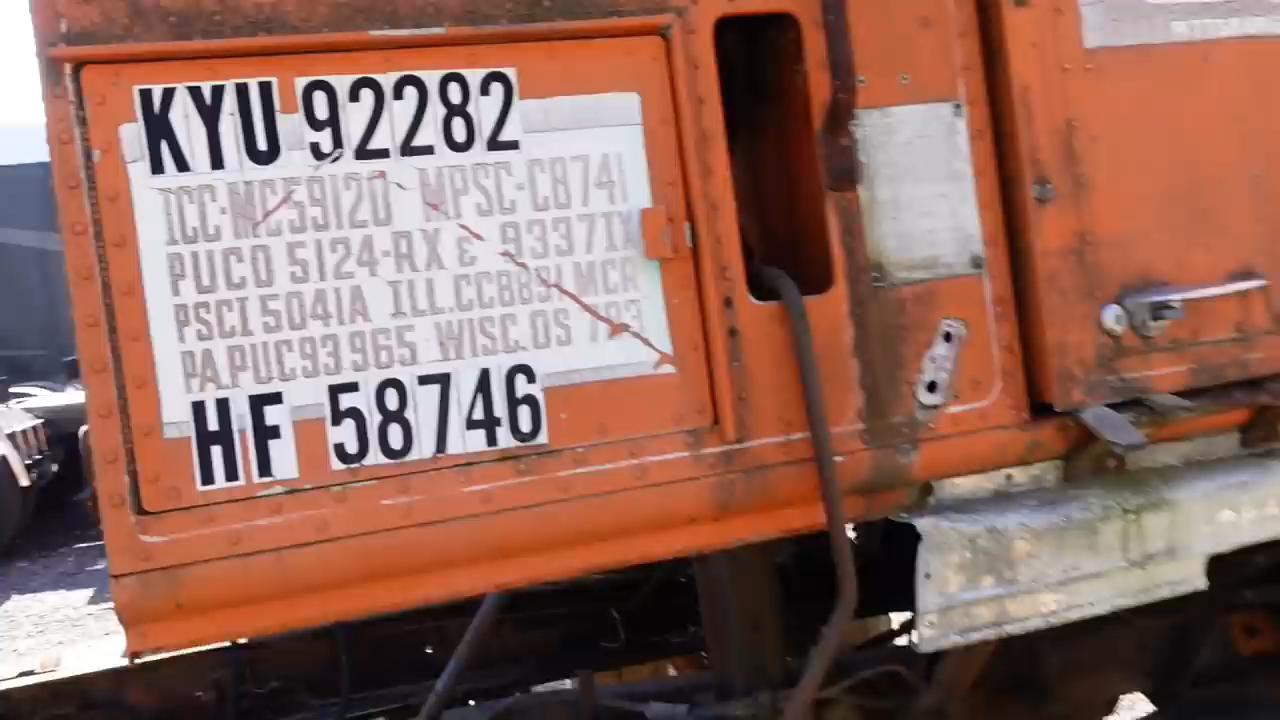 KYU 92282
ICC-MC59120 MPSC-C8741
PUCO 5124-RX & 93371X
PSCI 5041A ILL.CC8891 MCR
PA.PUC93965 WISC.OS 783
HF 58746